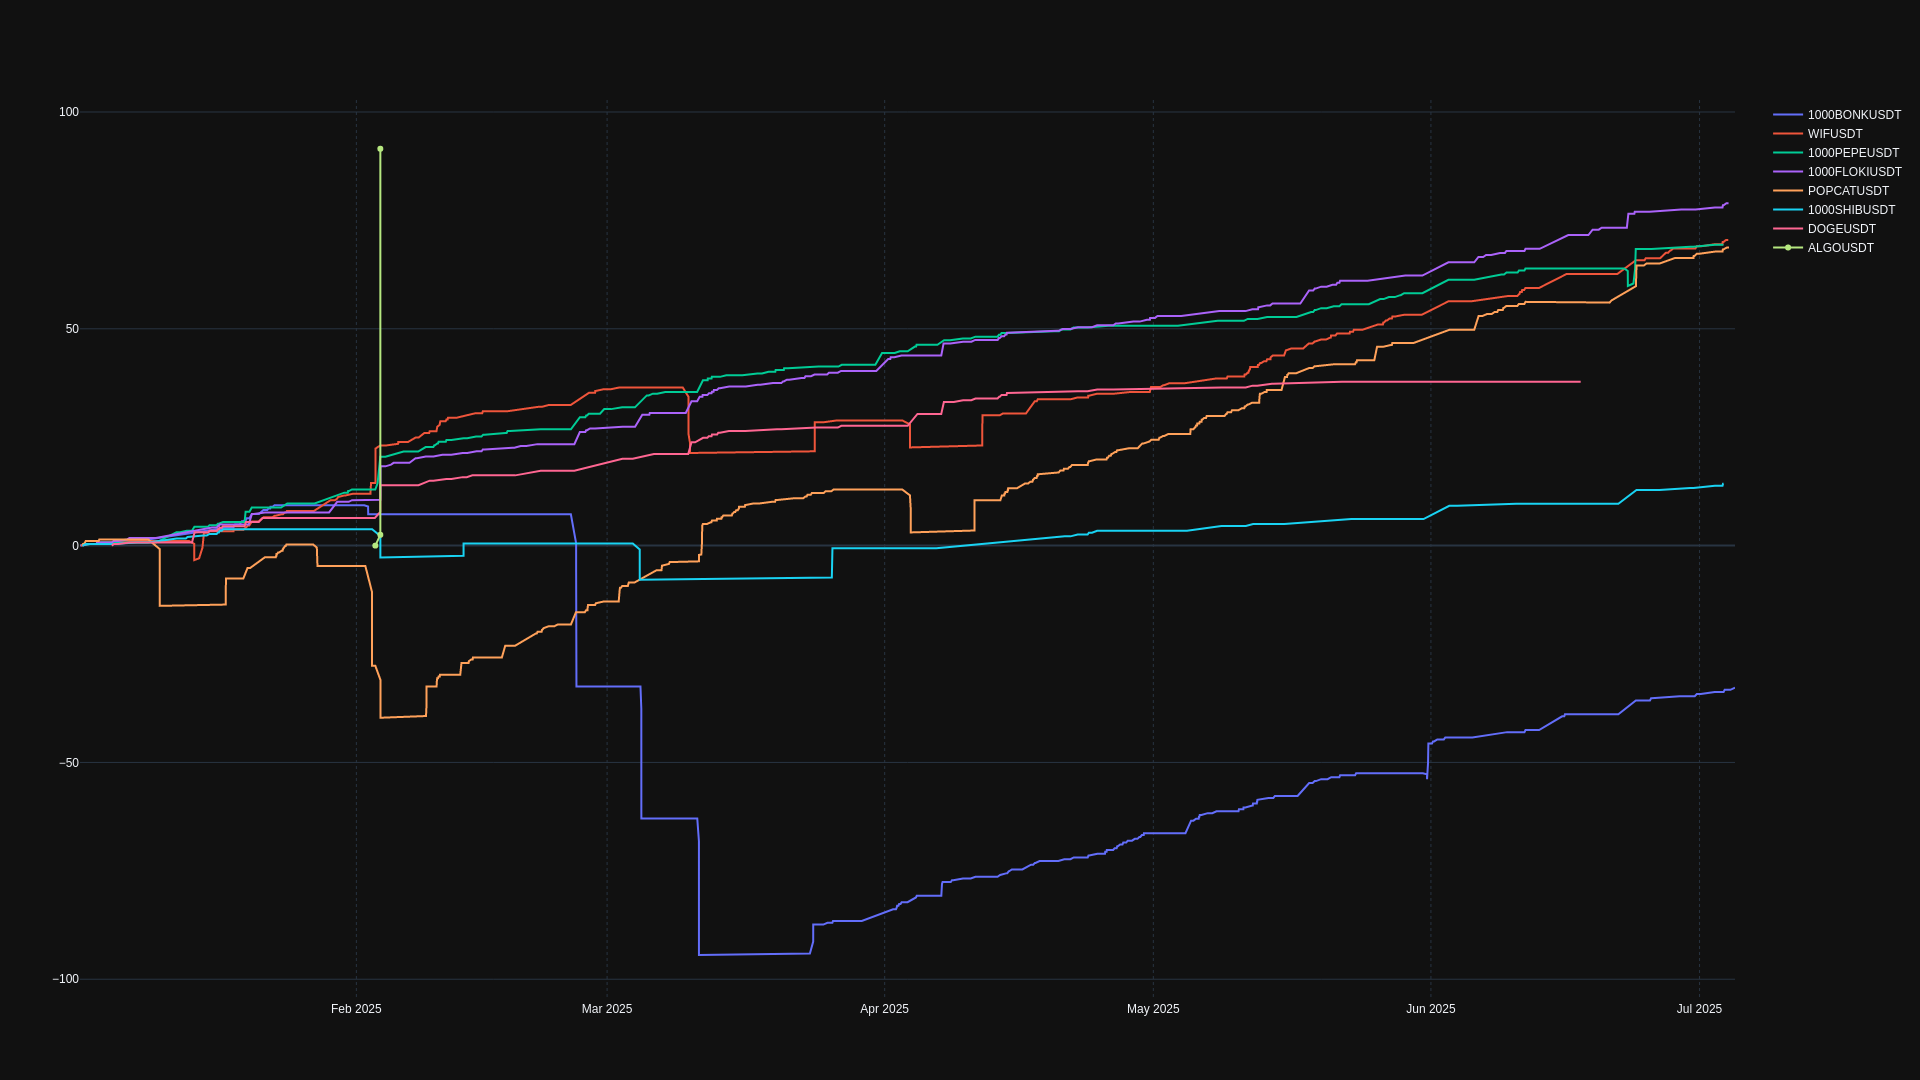 100
50
0
−50
−100
Feb 2025
Mar 2025
Apr 2025
May 2025
Jun 2025
Jul 2025
1000BONKUSDT
WIFUSDT
1000PEPEUSDT
1000FLOKIUSDT
POPCATUSDT
1000SHIBUSDT
DOGEUSDT
ALGOUSDT